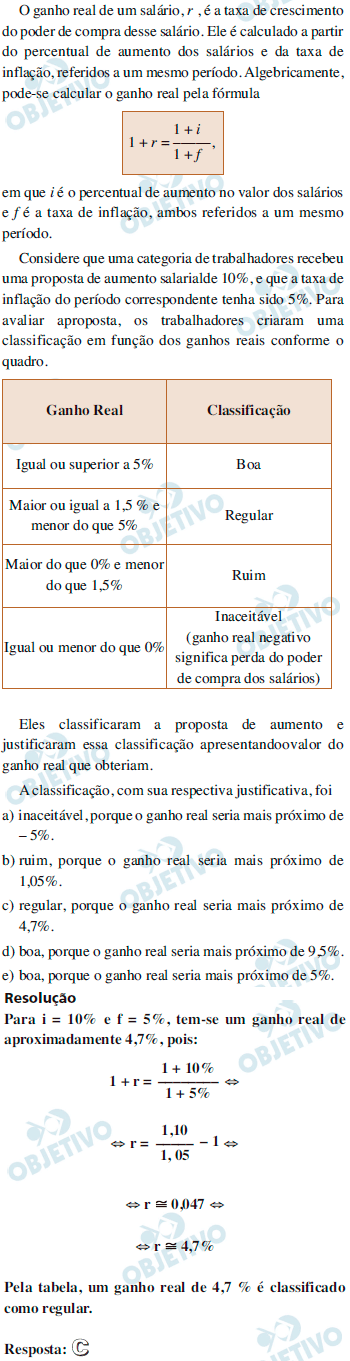 O ganho real de um salário, r , é a taxa de crescimento
do poder de compra desse salário. Ele é calculado a partir
do percentual de aumento dos salários e da taxa de
inflação, referidos a um mesmo período. Algebricamente,
pode-se calcular o ganho real pela fórmula
1 + r = (1 + i)/(1 + f) ,
em que i é o percentual de aumento no valor dos salários
e f é a taxa de inflação, ambos referidos a um mesmo
período.
Considere que uma categoria de trabalhadores recebeu
uma proposta de aumento salarialde 10%, e que a taxa de
inflação do período correspondente tenha sido 5%. Para
avaliar aproposta, os trabalhadores criaram uma
classificação em função dos ganhos reais conforme o
quadro.
Ganho Real Classificação
Igual ou superior a 5% Boa
Maior ou igual a 1,5 % e
menor do que 5% Regular
Maior do que 0% e menor
do que 1,5% Ruim
Igual ou menor do que 0%
Inaceitável
(ganho real negativo
significa perda do poder
de compra dos salários)
Eles classificaram a proposta de aumento e
justificaram essa classificação apresentandoovalor do
ganho real que obteriam.
Aclassificação, com sua respectiva justificativa, foi
a) inaceitável, porque o ganho real seria mais próximo de
– 5%.
b) ruim, porque o ganho real seria mais próximo de
1,05%.
c) regular, porque o ganho real seria mais próximo de
4,7%.
d) boa, porque o ganho real seria mais próximo de 9,5%.
e) boa, porque o ganho real seria mais próximo de 5%.
Resolução
Para i = 10% e f = 5%, tem-se um ganho real de
aproximadamente 4,7%, pois:
1 + r = (1 + 10%)/(1 + 5%) ⇔
⇔ r = 1,10/1, 05 – 1 ⇔
⇔ r ≅ 0,047 ⇔
⇔ r ≅ 4,7%
Pela tabela, um ganho real de 4,7 % é classificado
como regular.
Resposta: C
OBJETIVO
OBJETIVO
OBJETIVO
OBJETIVO
OBJETIVO
OBJETIVO
OBJETIVO
OBJETIVO
OBJETIVO
OBJETIVO